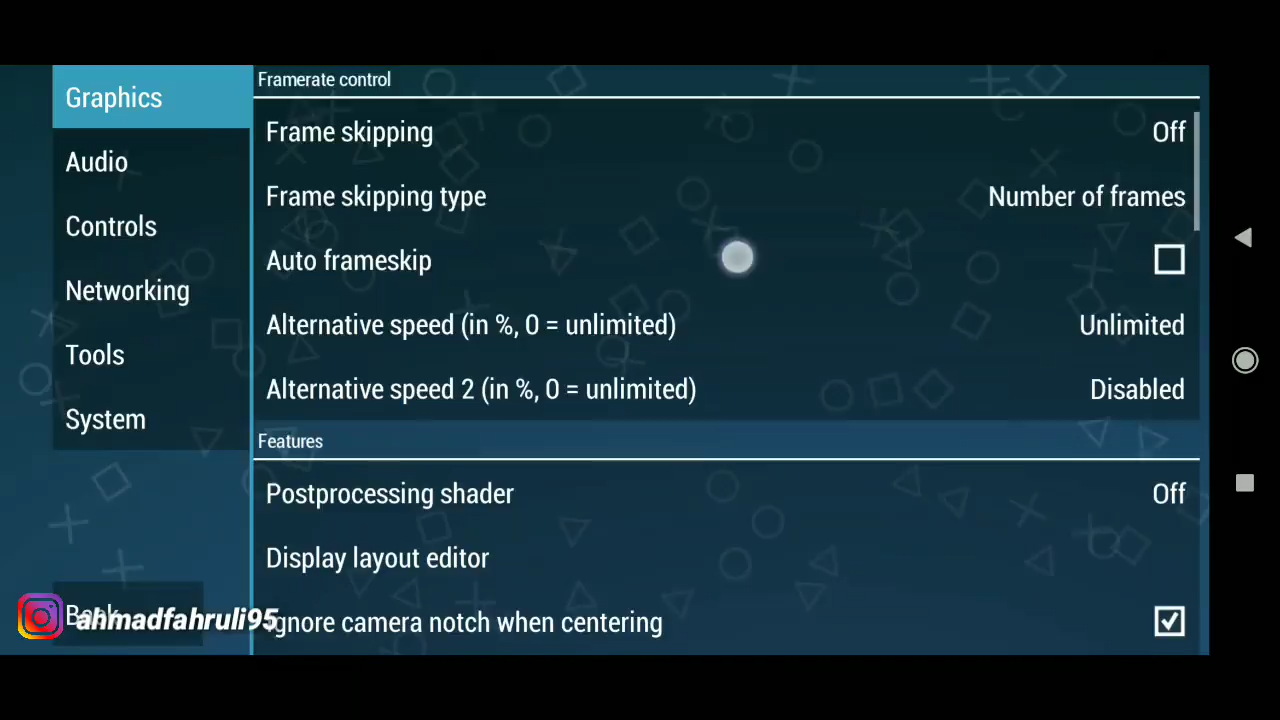 Graphics
Audio
Controls
Networking
Tools
System
Back
ahmadfahruli95
Framerate control
Frame skipping Off
Frame skipping type Number of frames
Auto frameskip
Alternative speed (in %, 0 = unlimited) Unlimited
Alternative speed 2 (in %, 0 = unlimited) Disabled
Features
Postprocessing shader Off
Display layout editor
Ignore camera notch when centering